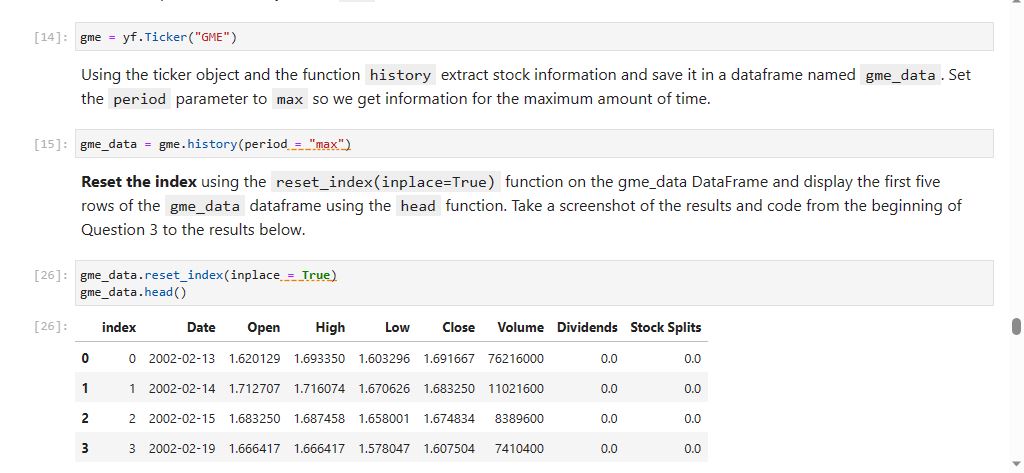 [14]: gme = yf.Ticker("GME")
Using the ticker object and the function history extract stock information and save it in a dataframe named gme_data . Set
the period parameter to max so we get information for the maximum amount of time.
[15]: gme_data = gme.history(period = "max")
Reset the index using the reset_index(inplace=True) function on the gme_data DataFrame and display the first five
rows of the gme_data dataframe using the head function. Take a screenshot of the results and code from the beginning of
Question 3 to the results below.
[26]: gme_data.reset_index(inplace = True)
gme_data.head()
[26]: index Date Open High Low Close Volume Dividends Stock Splits
0 0 2002-02-13 1.620129 1.693350 1.603296 1.691667 76216000 0.0 0.0
1 1 2002-02-14 1.712707 1.716074 1.670626 1.683250 11021600 0.0 0.0
2 2 2002-02-15 1.683250 1.687458 1.658001 1.674834 8389600 0.0 0.0
3 3 2002-02-19 1.666417 1.666417 1.578047 1.607504 7410400 0.0 0.0